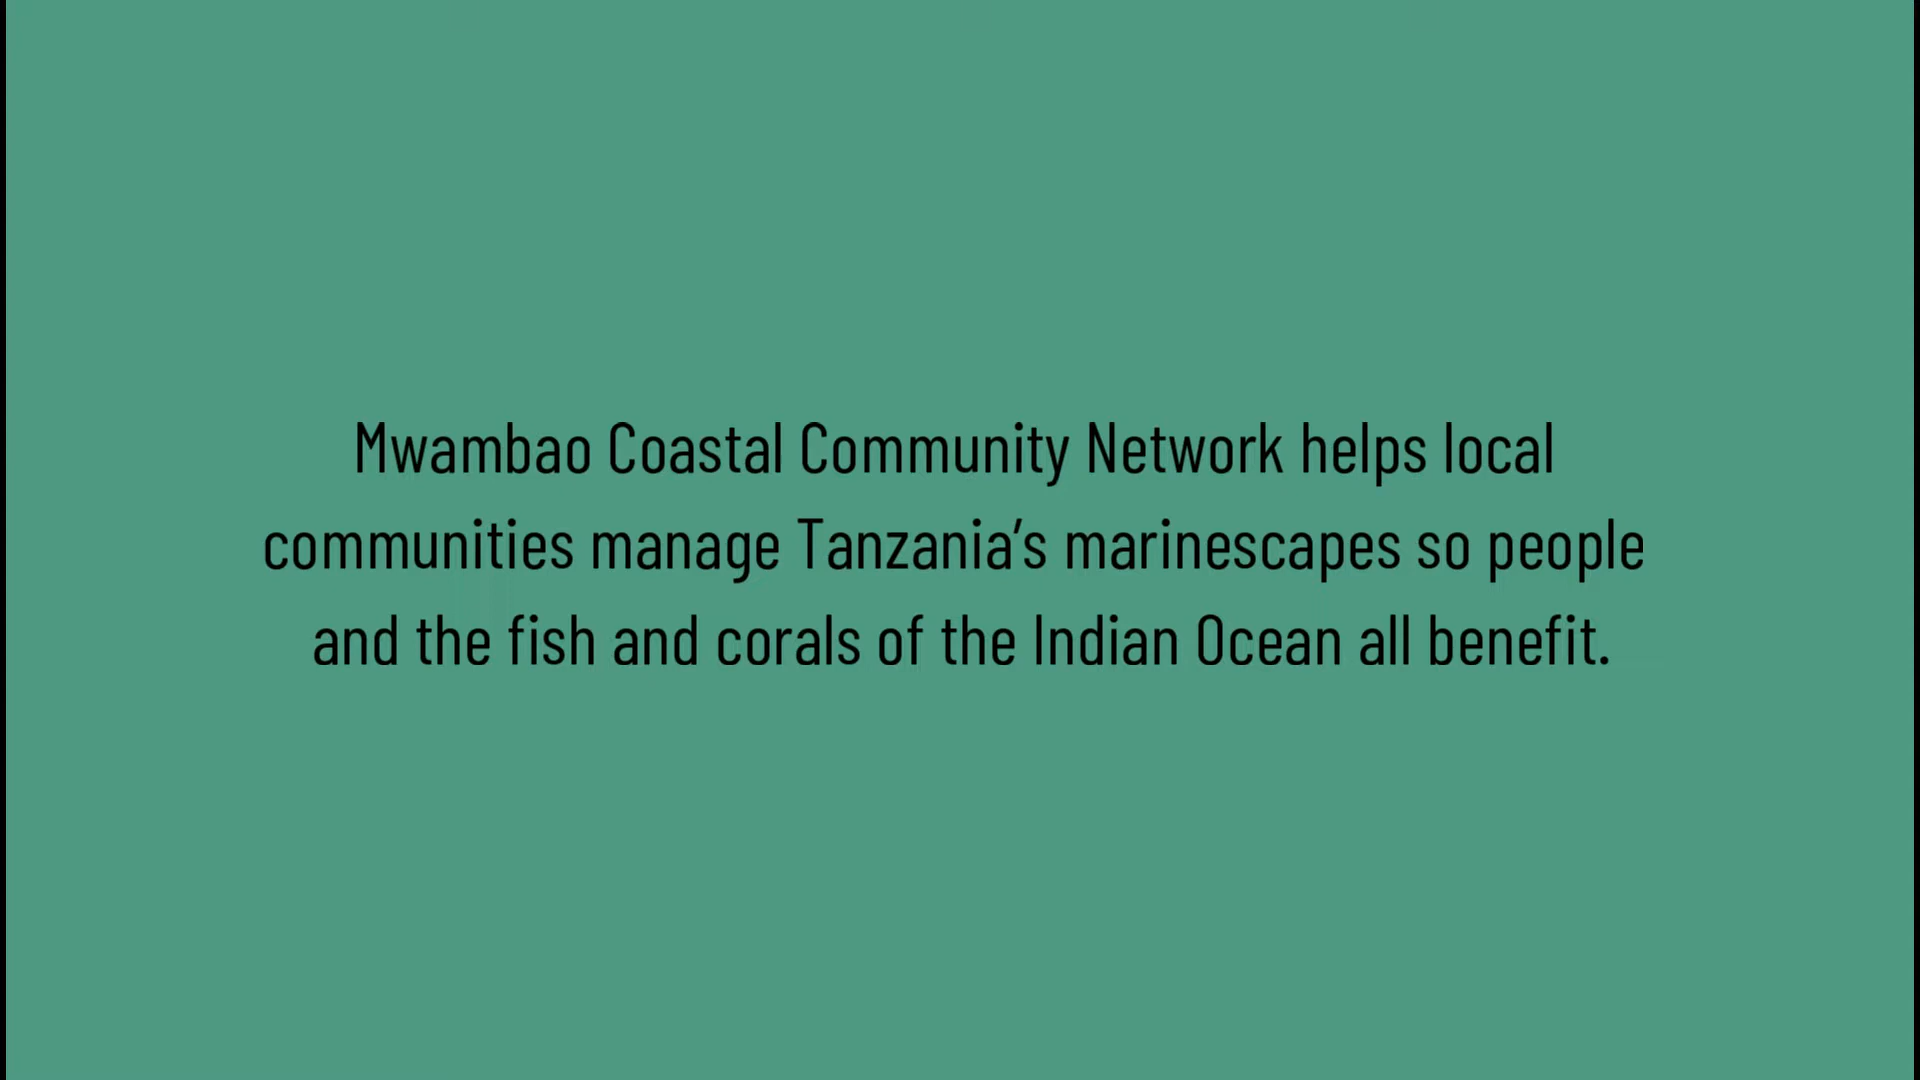 Mwambao Coastal Community Network helps local
communities manage Tanzania’s marinescapes so people
and the fish and corals of the Indian Ocean all benefit.